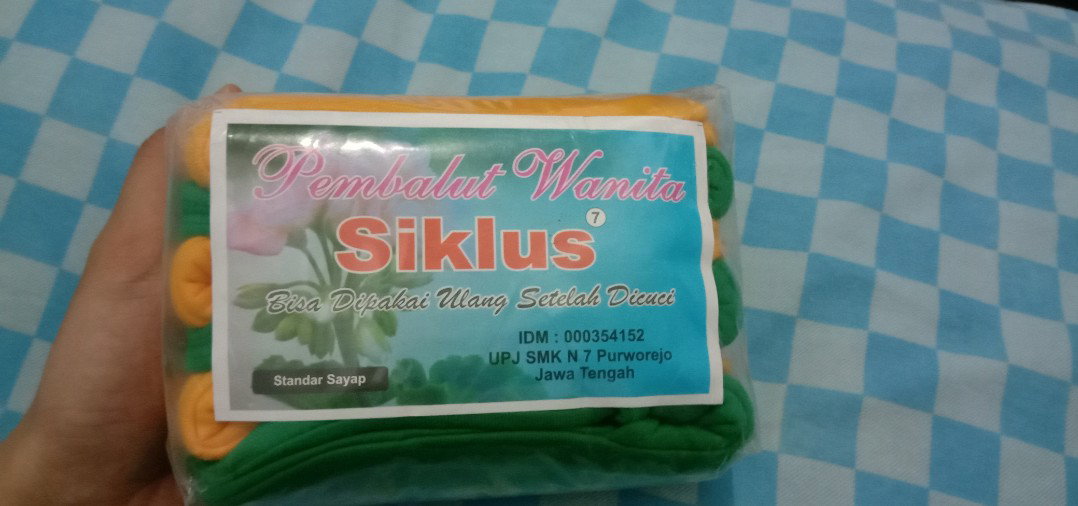 Pembalut Wanita
Siklus 7
Bisa Dipakai Ulang Setelah Dicuci
IDM : 000354152
UPJ SMK N 7 Purworejo
Jawa Tengah
Standar Sayap